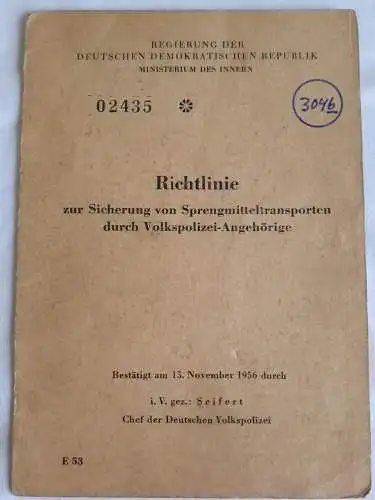 REGIERUNG DER
DEUTSCHEN DEMOKRATISCHEN REPUBLIK
MINISTERIUM DES INNERN
02435 ✻
3046
Richtlinie
zur Sicherung von Sprengmitteltransporten
durch Volkspolizei-Angehörige
Bestätigt am 15. November 1956 durch
i. V. gez.: Seifert
Chef der Deutschen Volkspolizei
E 53